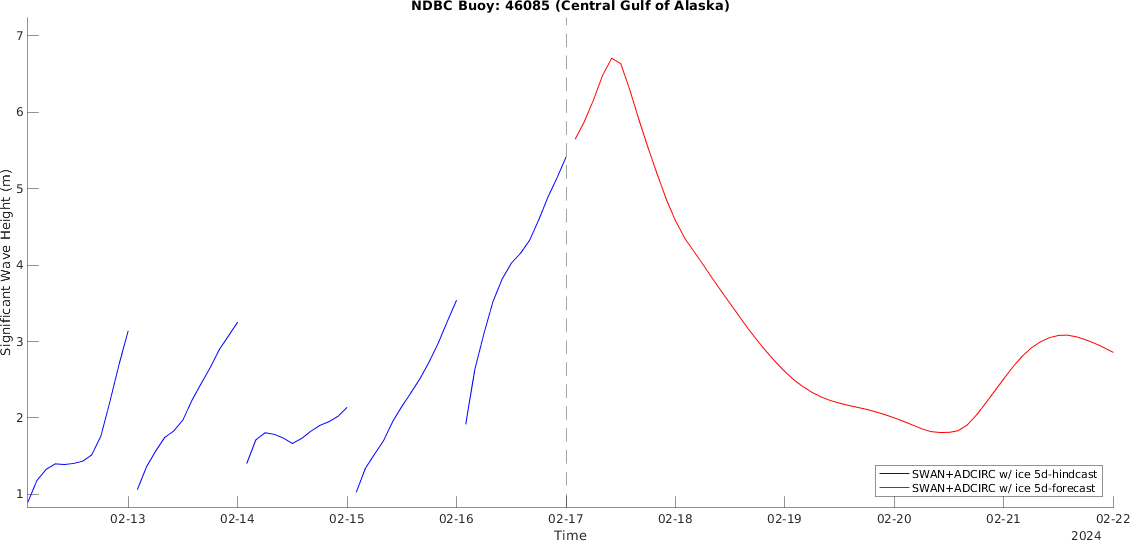 NDBC Buoy: 46085 (Central Gulf of Alaska)
Significant Wave Height (m)
7
6
5
4
3
2
1
02-13 02-14 02-15 02-16 02-17 02-18 02-19 02-20 02-21 02-22
Time
2024
SWAN+ADCIRC w/ ice 5d-hindcast
SWAN+ADCIRC w/ ice 5d-forecast